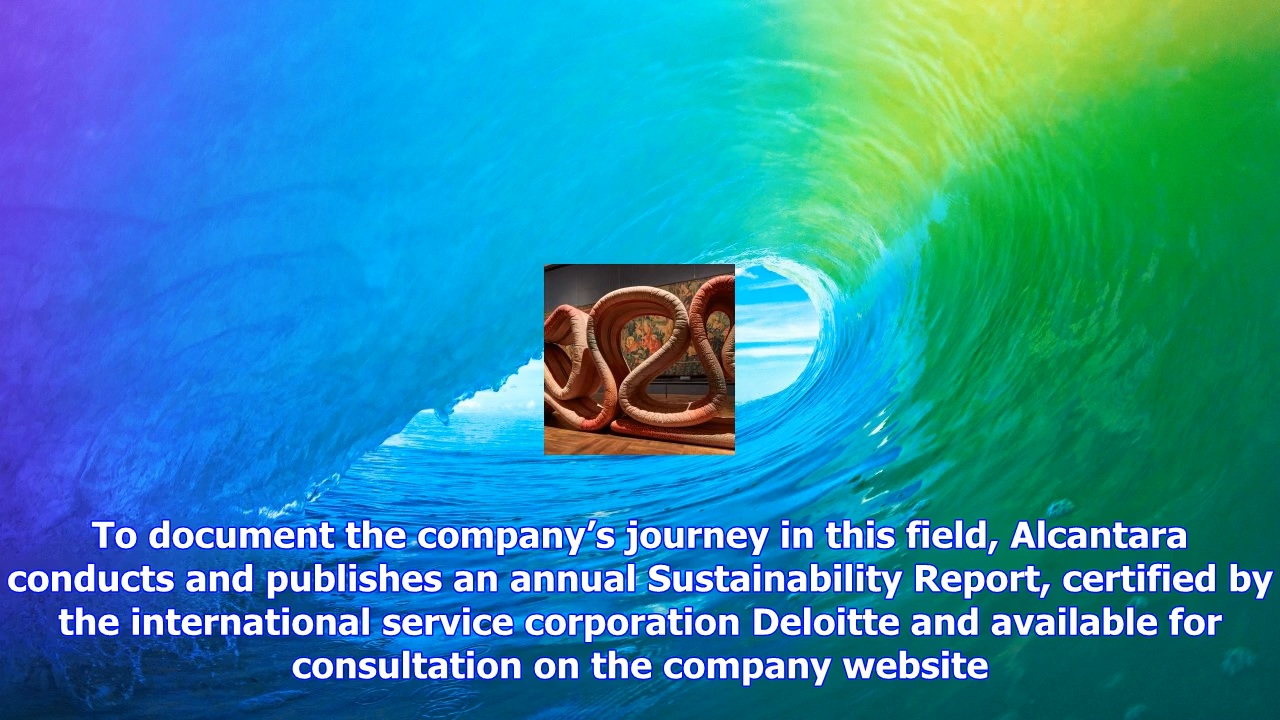 To document the company’s journey in this field, Alcantara
conducts and publishes an annual Sustainability Report, certified by
the international service corporation Deloitte and available for
consultation on the company website